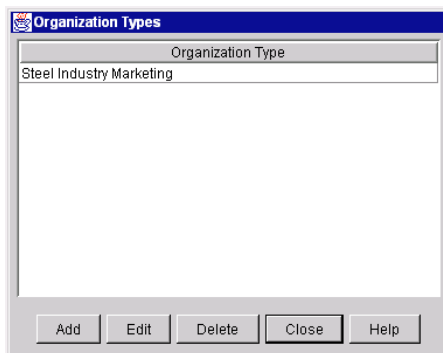 Organization Types
Organization Type
Steel Industry Marketing
Add Edit Delete Close Help